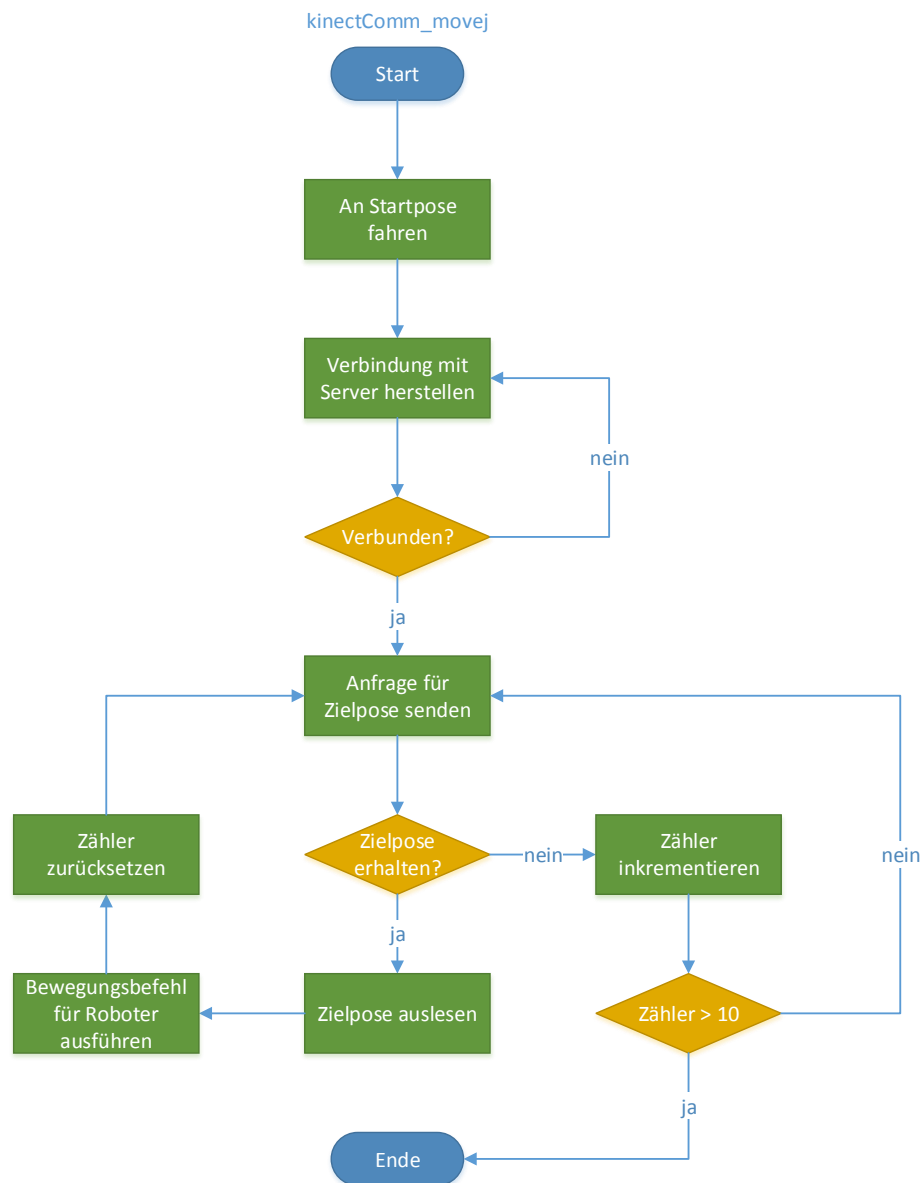 kinectComm_movej
Start
An Startpose
fahren
Verbindung mit
Server herstellen
nein
Verbunden?
ja
Anfrage für
Zielpose senden
Zähler
zurücksetzen
Zielpose
erhalten?
nein
Zähler
inkrementieren
nein
ja
Bewegungsbefehl
für Roboter
ausführen
Zielpose auslesen
Zähler > 10
ja
Ende